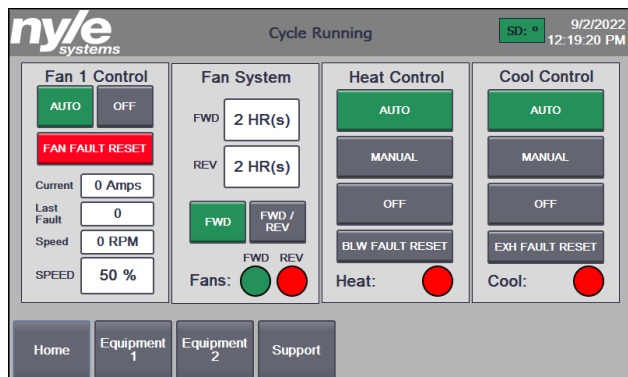 nyle
systems
Cycle Running
SD: º
9/2/2022
12:19:20 PM
Fan 1 Control
AUTO
OFF
FAN FAULT RESET
Current
0 Amps
Last
Fault
0
Speed
0 RPM
SPEED
50 %
Fan System
FWD
2 HR(s)
REV
2 HR(s)
FWD
FWD /
REV
FWD REV
Fans:
Heat Control
AUTO
MANUAL
OFF
BLW FAULT RESET
Heat:
Cool Control
AUTO
MANUAL
OFF
EXH FAULT RESET
Cool:
Home
Equipment
1
Equipment
2
Support